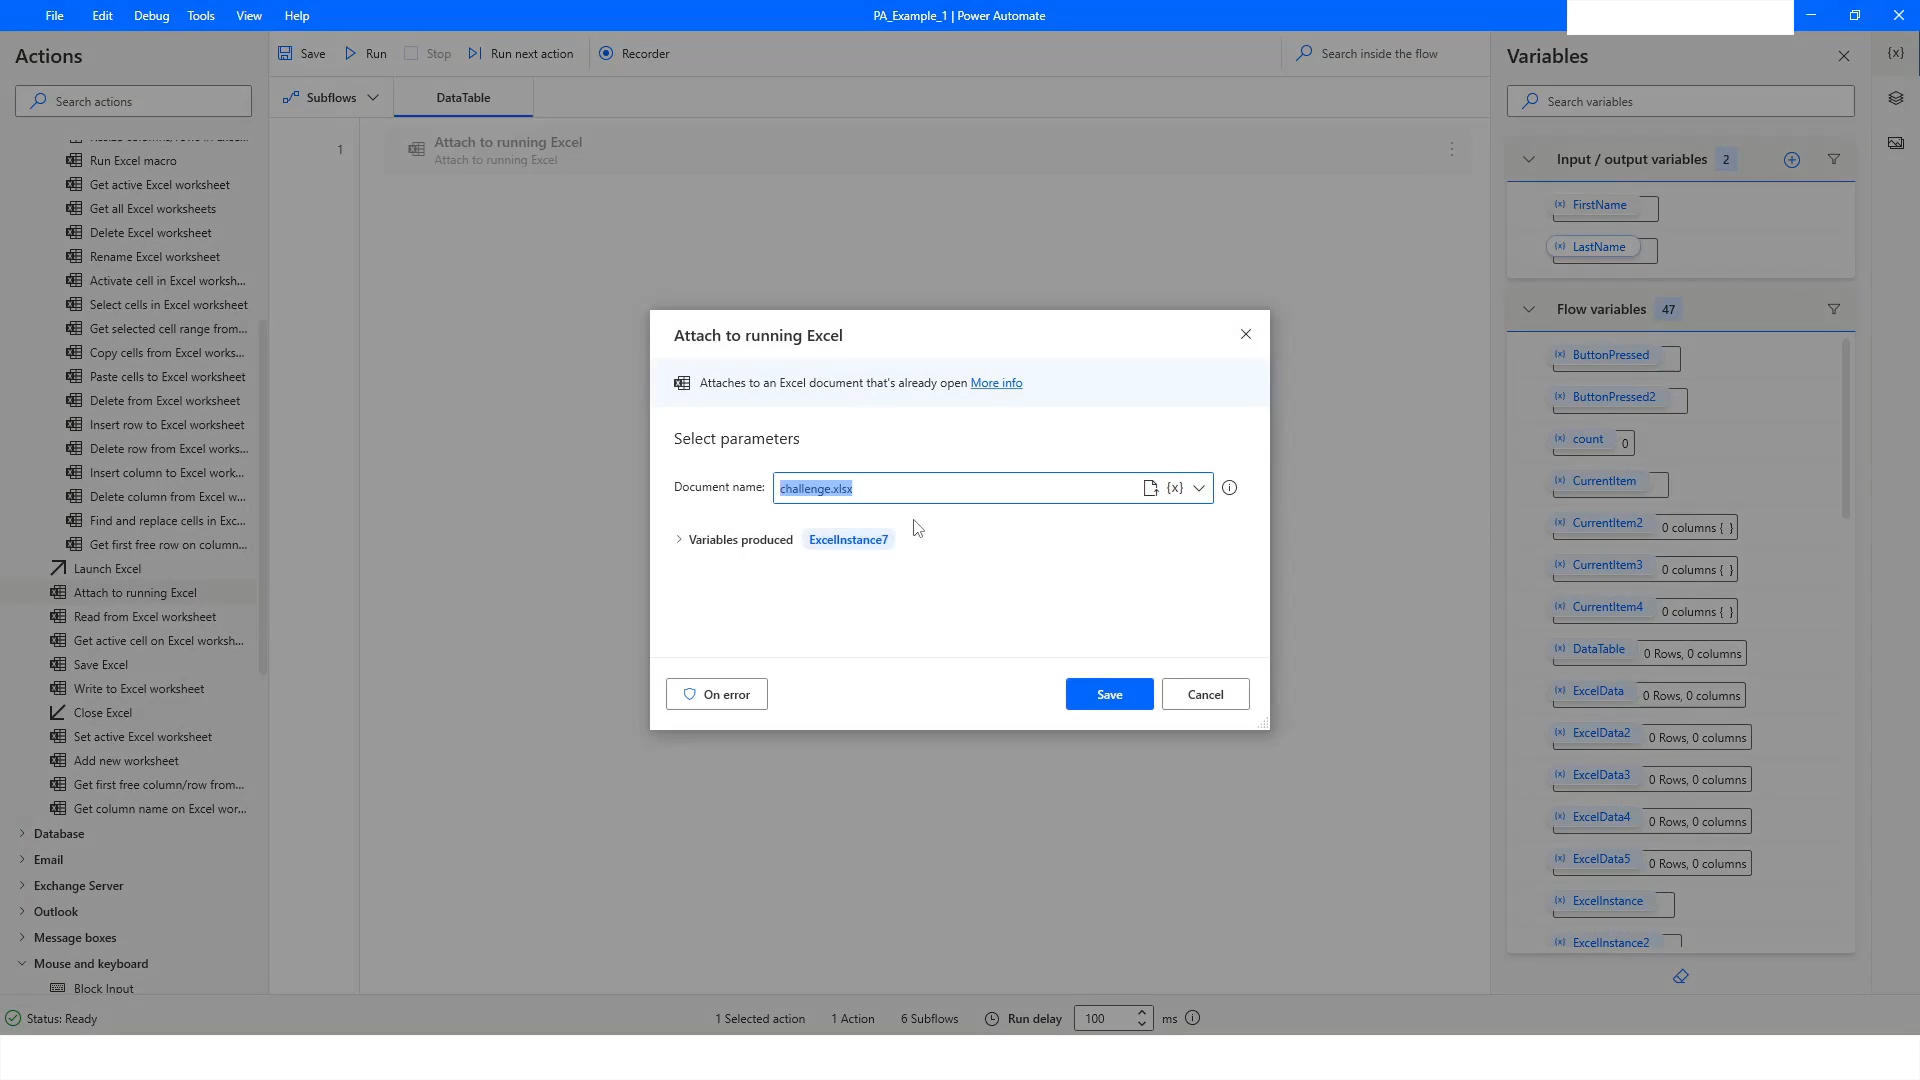 File Edit Debug Tools View Help
PA_Example_1 | Power Automate
Actions
Search actions
Run Excel macro
Get active Excel worksheet
Get all Excel worksheets
Delete Excel worksheet
Rename Excel worksheet
Activate cell in Excel worksh...
Select cells in Excel worksheet
Get selected cell range from...
Copy cells from Excel works...
Paste cells to Excel worksheet
Delete from Excel worksheet
Insert row to Excel worksheet
Delete row from Excel works...
Insert column to Excel work...
Delete column from Excel w...
Find and replace cells in Exc...
Get first free row on column...
Launch Excel
Attach to running Excel
Read from Excel worksheet
Get active cell on Excel worksh...
Save Excel
Write to Excel worksheet
Close Excel
Set active Excel worksheet
Add new worksheet
Get first free column/row from...
Get column name on Excel wor...
Database
Email
Exchange Server
Outlook
Message boxes
Mouse and keyboard
Block Input
Save Run Stop Run next action Recorder
Search inside the flow
Subflows DataTable
1 Attach to running Excel
Attach to running Excel
Attach to running Excel
Attaches to an Excel document that's already open More info
Select parameters
Document name: challenge.xlsx {x}
Variables produced ExcelInstance7
On error Save Cancel
Variables {x}
Search variables
Input / output variables 2
(x) FirstName
(x) LastName
Flow variables 47
(x) ButtonPressed
(x) ButtonPressed2
(x) count 0
(x) CurrentItem
(x) CurrentItem2 0 columns { }
(x) CurrentItem3 0 columns { }
(x) CurrentItem4 0 columns { }
(x) DataTable 0 Rows, 0 columns
(x) ExcelData 0 Rows, 0 columns
(x) ExcelData2 0 Rows, 0 columns
(x) ExcelData3 0 Rows, 0 columns
(x) ExcelData4 0 Rows, 0 columns
(x) ExcelData5 0 Rows, 0 columns
(x) ExcelInstance
(x) ExcelInstance2
Status: Ready 1 Selected action 1 Action 6 Subflows Run delay 100 ms